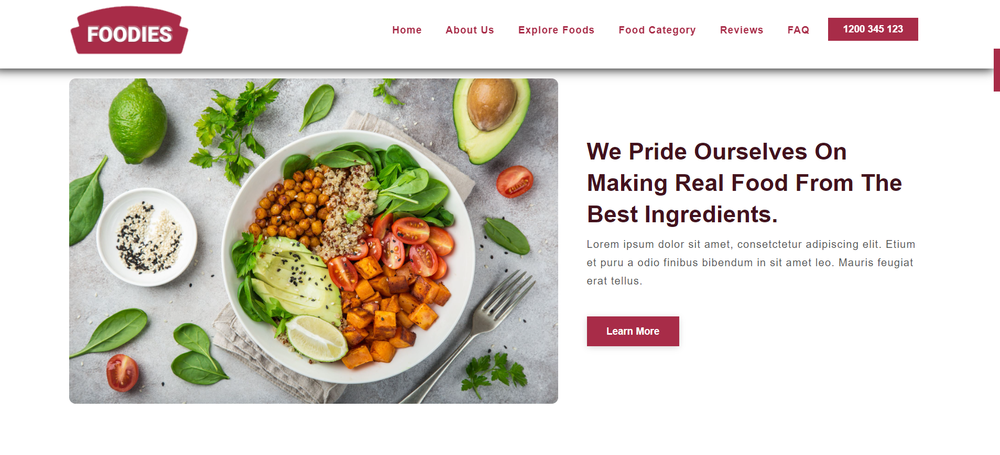 FOODIES
Home
About Us
Explore Foods
Food Category
Reviews
FAQ
1200 345 123
We Pride Ourselves On
Making Real Food From The
Best Ingredients.
Lorem ipsum dolor sit amet, consetctetur adipiscing elit. Etium
et puru a odio finibus bibendum in sit amet leo. Mauris feugiat
erat tellus.
Learn More